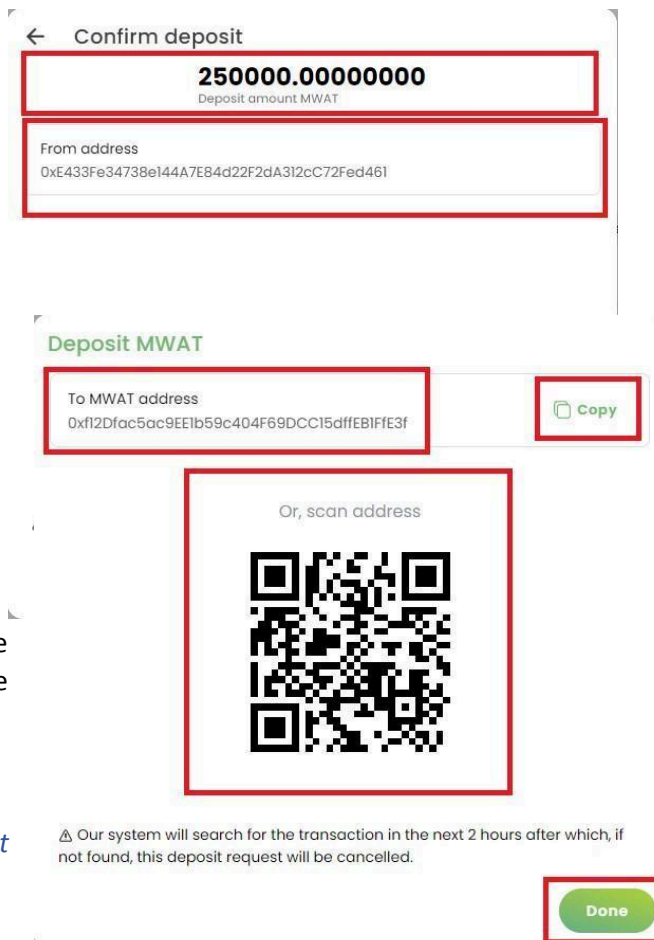 ← Confirm deposit
250000.00000000
Deposit amount MWAT
From address
0xE433Fe34738e144A7E84d22F2dA312cC72Fed461
Deposit MWAT
To MWAT address
0xf12Dfac5ac9EE1b59c404F69DCC15dffEB1FfE3f
Copy
Or, scan address
e
e
t
⚠ Our system will search for the transaction in the next 2 hours after which, if
not found, this deposit request will be cancelled.
Done